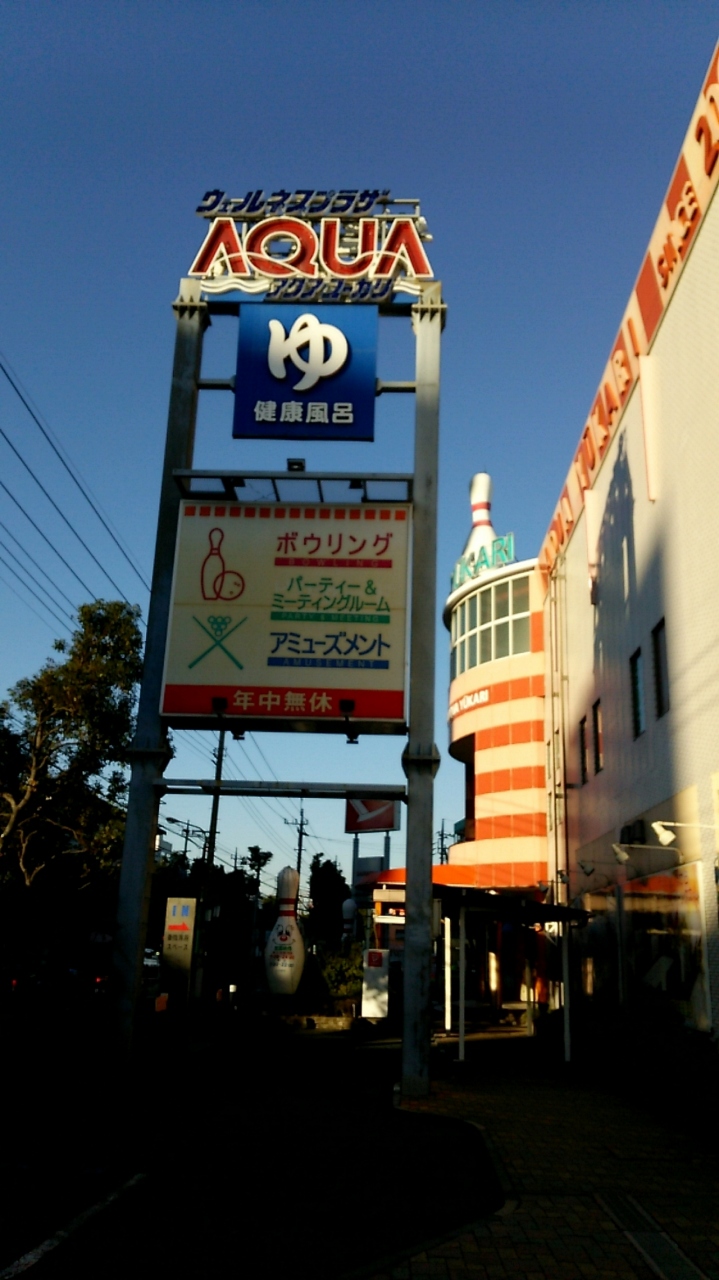 ウェルネスプラザ
AQUA
アクア・ユーカリ
ゆ
健康風呂
ボウリング
BOWLING
パーティー&
ミーティングルーム
PARTY & MEETING
アミューズメント
AMUSEMENT
年中無休
YUKARI
YUKARI